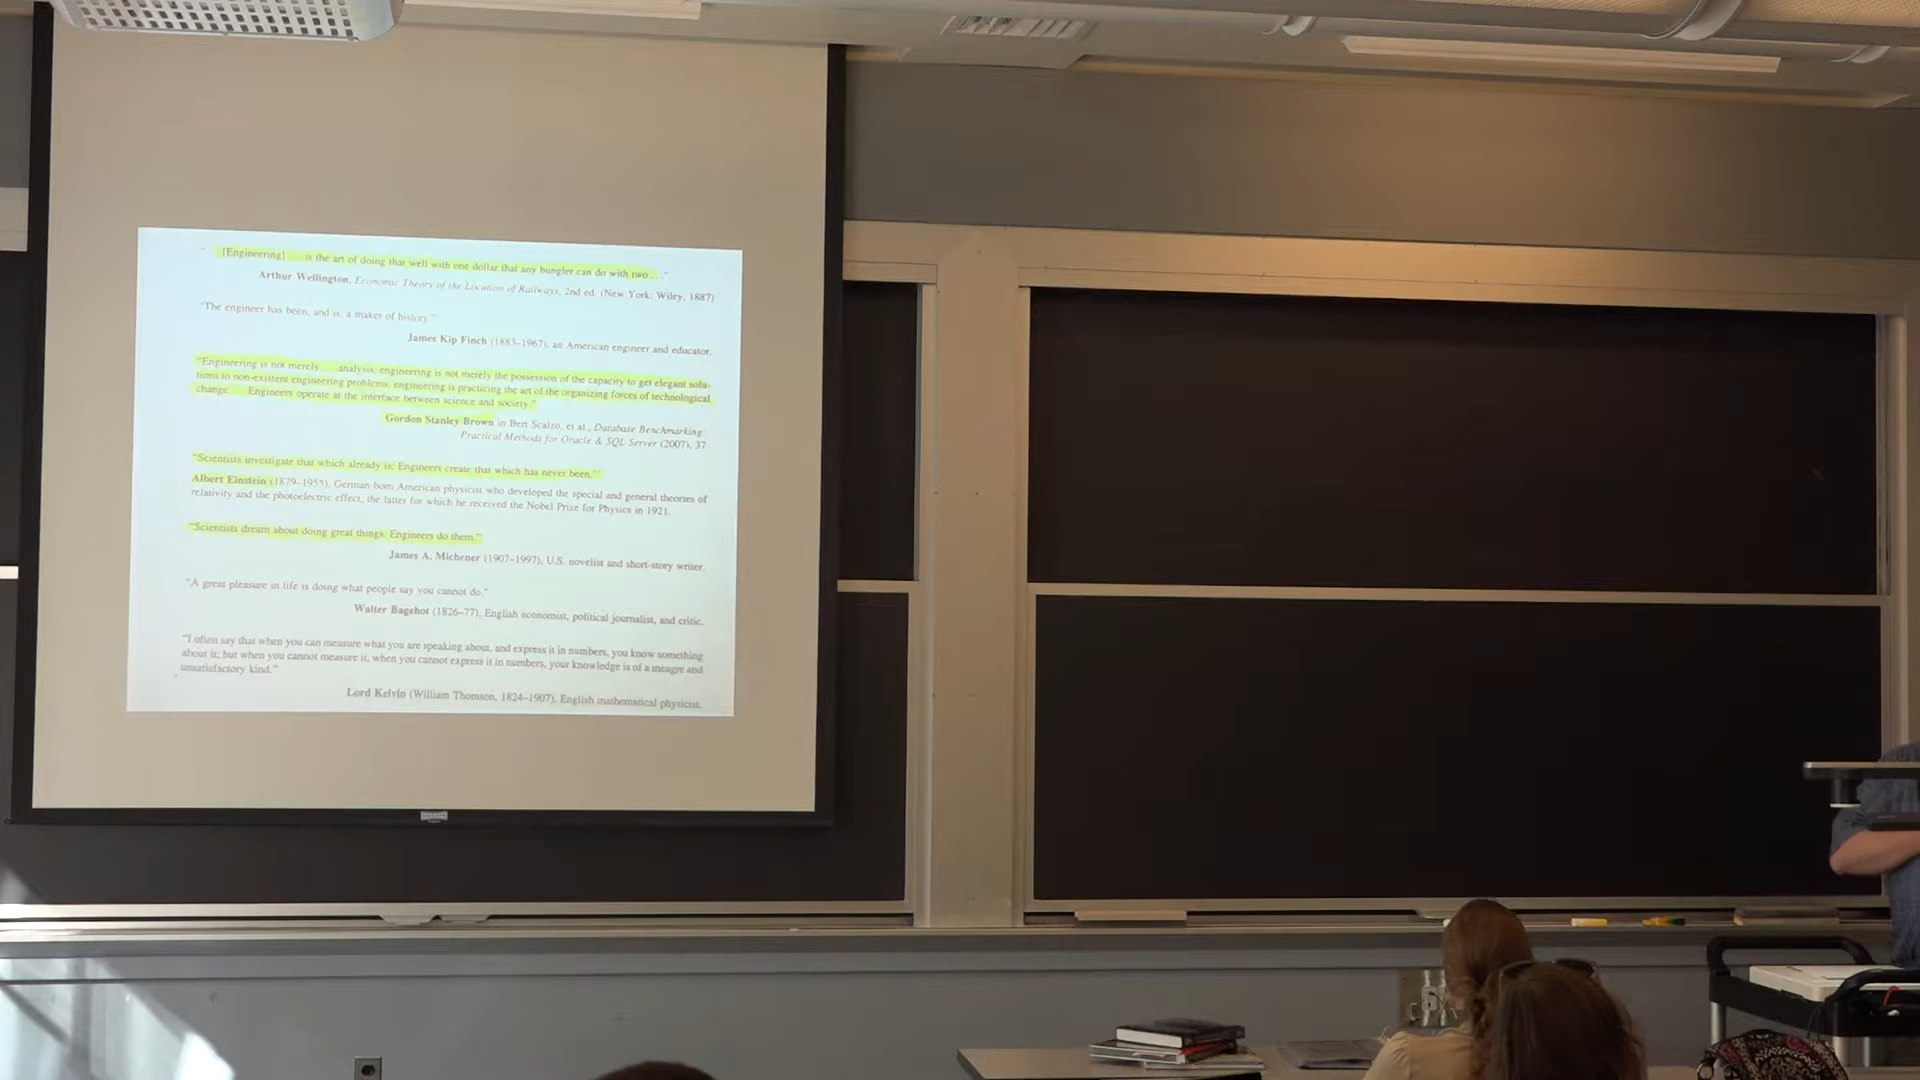 " [Engineering] ... is the art of doing that well with one dollar that any bungler can do with two ..."
Arthur Wellington, Economic Theory of the Location of Railways, 2nd ed. (New York: Wiley, 1887)
"The engineer has been, and is, a maker of history."
James Kip Finch (1883–1967), an American engineer and educator.
"Engineering is not merely ... analysis; engineering is not merely the possession of the capacity to get elegant solu-
tions to non-existent engineering problems, engineering is practicing the art of the organizing forces of technological
change ... Engineers operate at the interface between science and society."
Gordon Stanley Brown in Bert Scalzo, et al., Database Benchmarking:
Practical Methods for Oracle & SQL Server (2007), 37.
"Scientists investigate that which already is; Engineers create that which has never been."
Albert Einstein (1879–1955), German-born American physicist who developed the special and general theories of
relativity and the photoelectric effect, the latter for which he received the Nobel Prize for Physics in 1921.
"Scientists dream about doing great things. Engineers do them."
James A. Michener (1907–1997), U.S. novelist and short-story writer.
"A great pleasure in life is doing what people say you cannot do."
Walter Bagehot (1826–77), English economist, political journalist, and critic.
"I often say that when you can measure what you are speaking about, and express it in numbers, you know something
about it; but when you cannot measure it, when you cannot express it in numbers, your knowledge is of a meagre and
unsatisfactory kind."
Lord Kelvin (William Thomson, 1824–1907), English mathematical physicist.